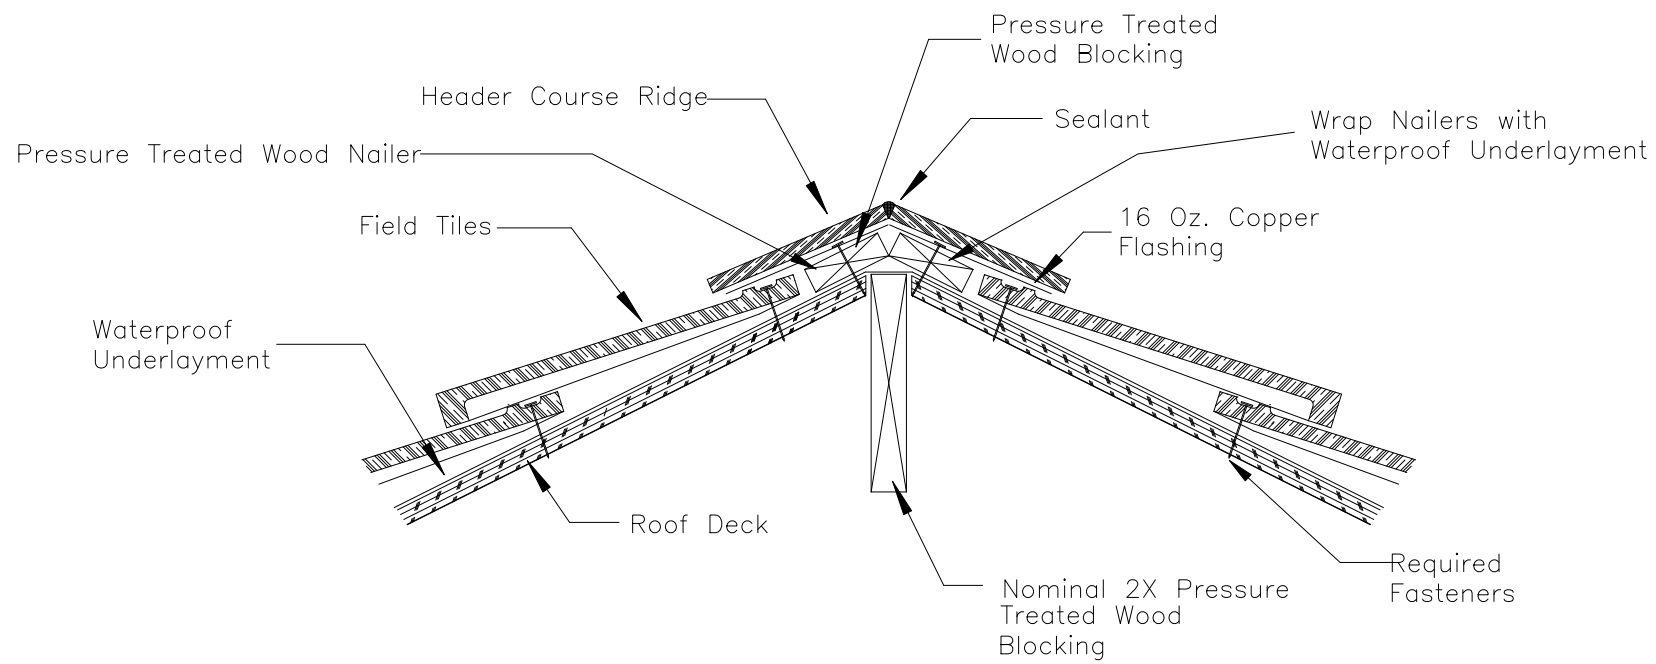 Pressure Treated
Wood Blocking
Header Course Ridge
Sealant
Wrap Nailers with
Waterproof Underlayment
Pressure Treated Wood Nailer
Field Tiles
16 Oz. Copper
Flashing
Waterproof
Underlayment
Roof Deck
Required
Fasteners
Nominal 2X Pressure
Treated Wood
Blocking